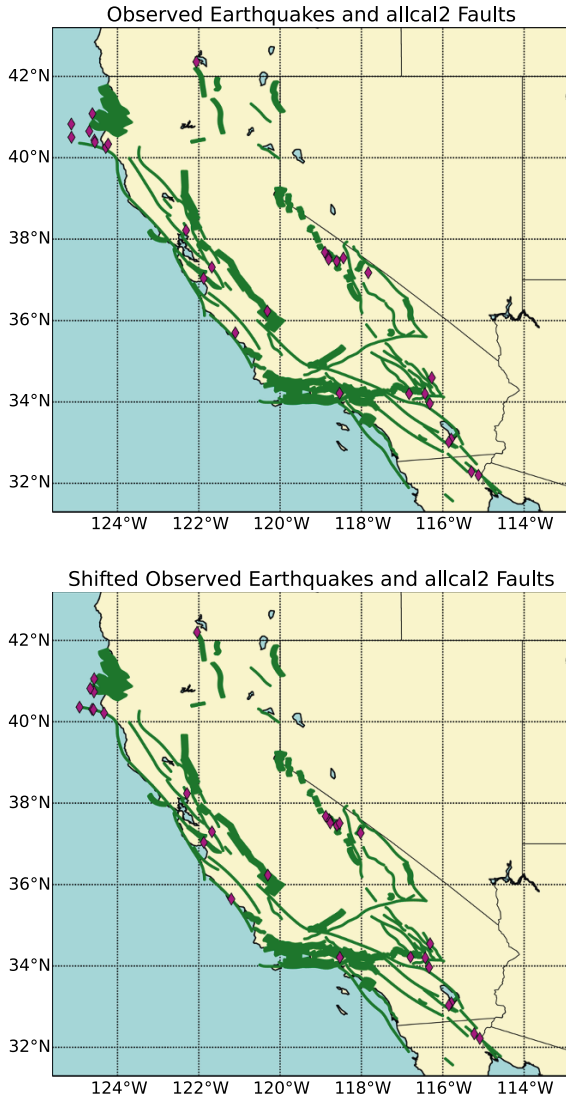 Observed Earthquakes and allcal2 Faults
42°N
40°N
38°N
36°N
34°N
32°N
124°W 122°W 120°W 118°W 116°W 114°W
Shifted Observed Earthquakes and allcal2 Faults
42°N
40°N
38°N
36°N
34°N
32°N
124°W 122°W 120°W 118°W 116°W 114°W